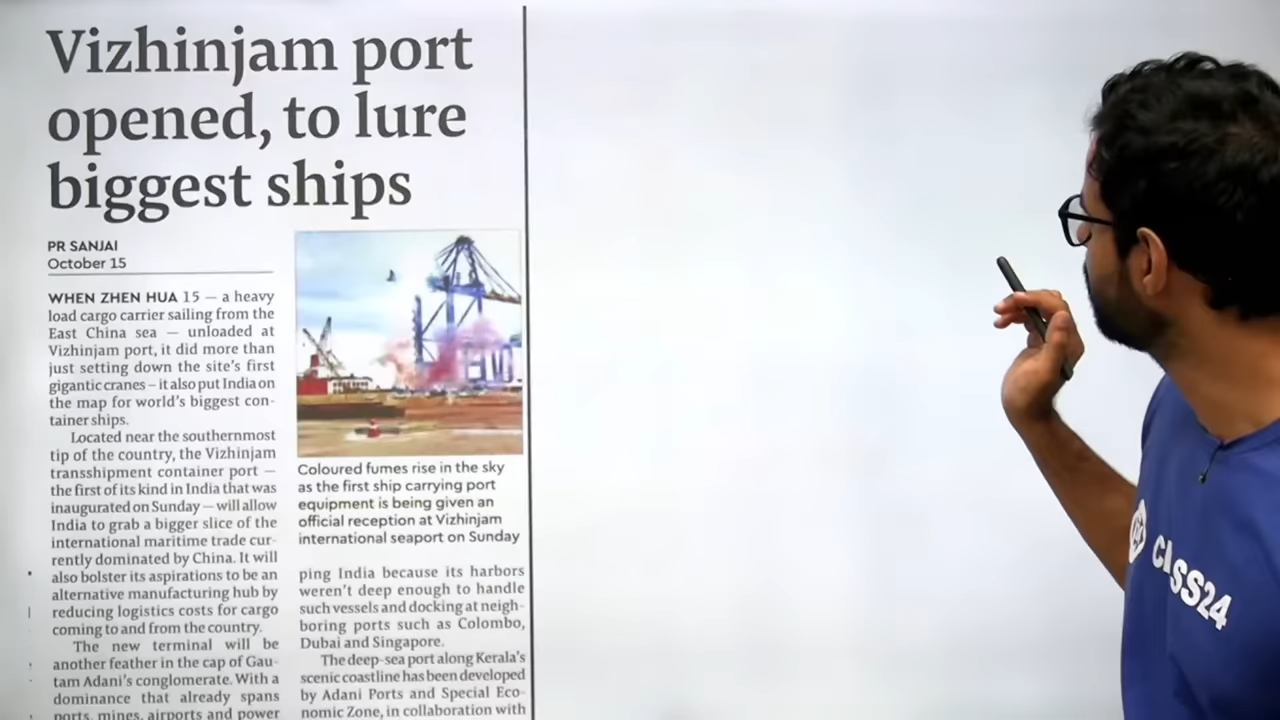 Vizhinjam port
opened, to lure
biggest ships
PR SANJAI
October 15
WHEN ZHEN HUA 15 — a heavy
load cargo carrier sailing from the
East China sea — unloaded at
Vizhinjam port, it did more than
just setting down the site's first
gigantic cranes – it also put India on
the map for world's biggest con-
tainer ships.
Located near the southernmost
tip of the country, the Vizhinjam
transshipment container port —
the first of its kind in India that was
inaugurated on Sunday — will allow
India to grab a bigger slice of the
international maritime trade cur-
rently dominated by China. It will
also bolster its aspirations to be an
alternative manufacturing hub by
reducing logistics costs for cargo
coming to and from the country.
The new terminal will be
another feather in the cap of Gau-
tam Adani's conglomerate. With a
dominance that already spans
ports, mines, airports and power
Coloured fumes rise in the sky
as the first ship carrying port
equipment is being given an
official reception at Vizhinjam
international seaport on Sunday
ping India because its harbors
weren't deep enough to handle
such vessels and docking at neigh-
boring ports such as Colombo,
Dubai and Singapore.
The deep-sea port along Kerala's
scenic coastline has been developed
by Adani Ports and Special Eco-
nomic Zone, in collaboration with
CLASS24